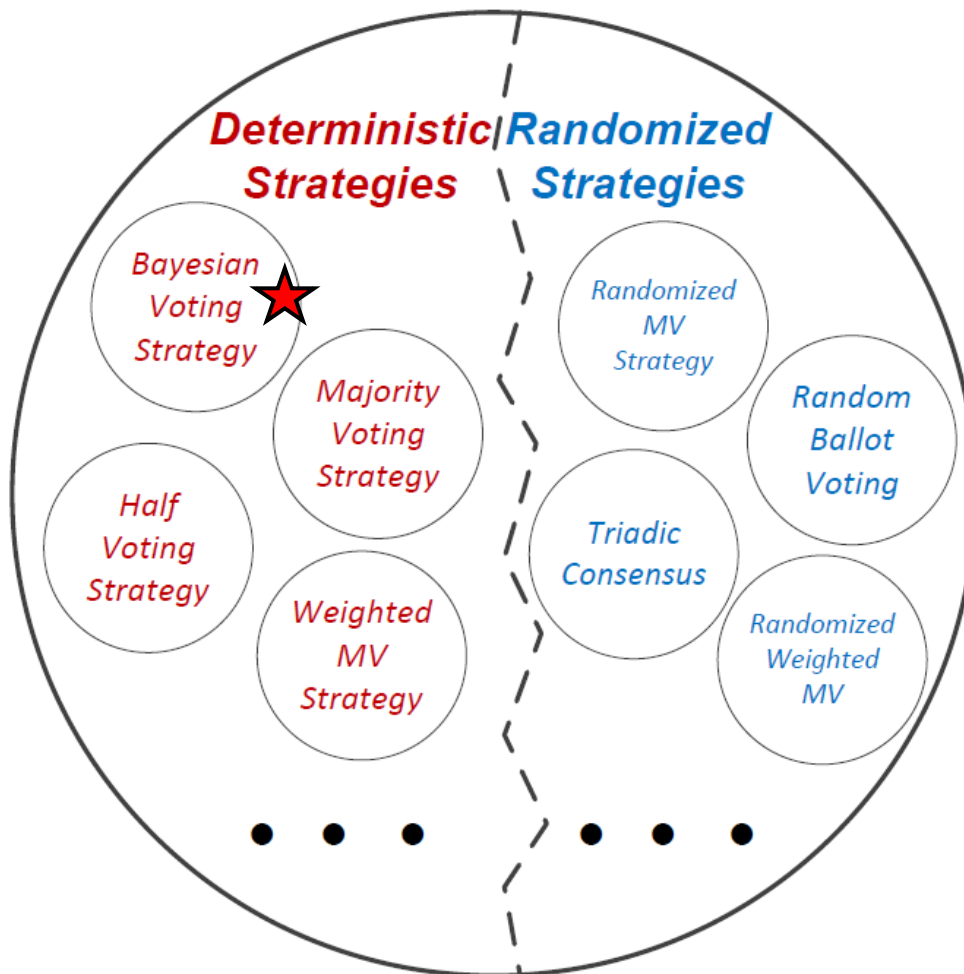 Deterministic
Strategies
Randomized
Strategies
Bayesian
Voting
Strategy
Majority
Voting
Strategy
Half
Voting
Strategy
Weighted
MV
Strategy
Randomized
MV
Strategy
Random
Ballot
Voting
Triadic
Consensus
Randomized
Weighted
MV